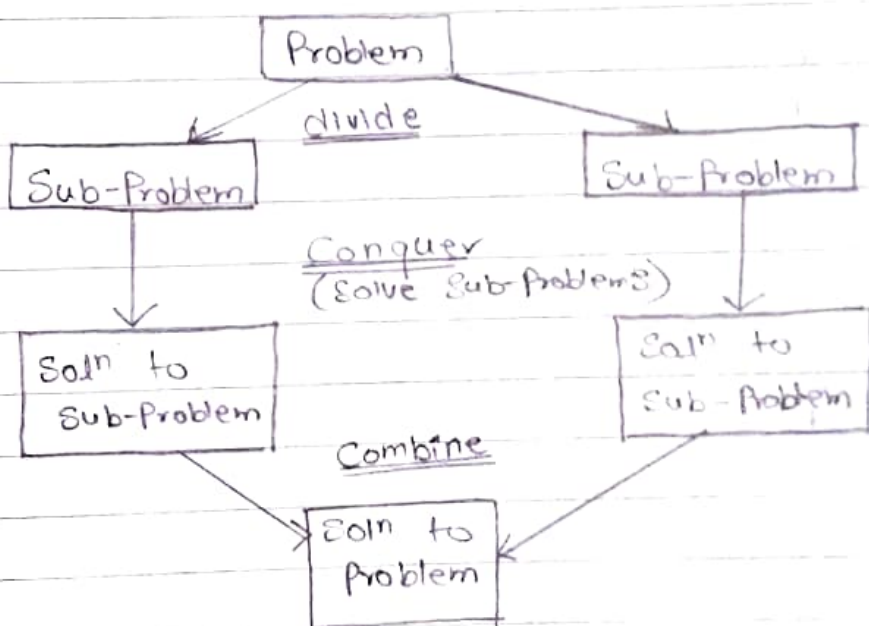 Problem
divide
Sub-Problem
Sub-Problem
Conquer
(Solve Sub-Problems)
Solⁿ to
Sub-Problem
Solⁿ to
Sub-Problem
Combine
Solⁿ to
Problem